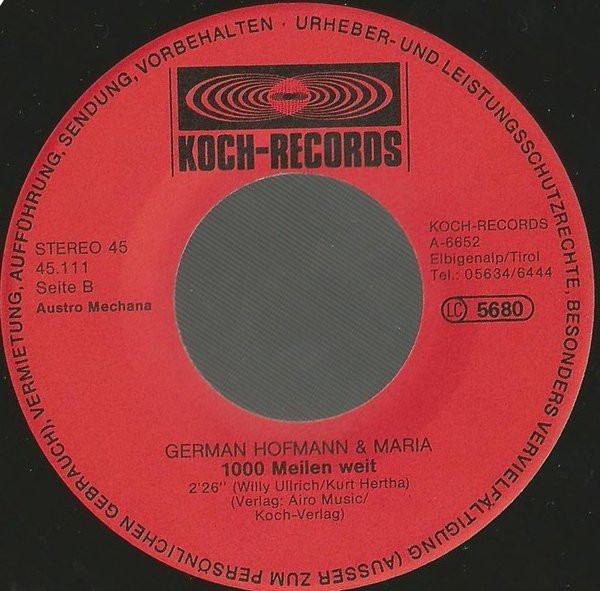 URHEBER-UND LEISTUNGSSCHUTZRECHTE, BESONDERS VERVIELFÄLTIGUNG (AUSSER ZUM PERSÖNLICHEN GEBRAUCH), VERMIETUNG, AUFFÜHRUNG, SENDUNG, VORBEHALTEN ·
KOCH-RECORDS
STEREO 45
45.111
Seite B
Austro Mechana
KOCH-RECORDS
A-6652
Elbigenalp/Tirol
Tel.: 05634/6444
LC 5680
GERMAN HOFMANN & MARIA
1000 Meilen weit
2'26" (Willy Ullrich/Kurt Hertha)
(Verlag: Airo Music/
Koch-Verlag)